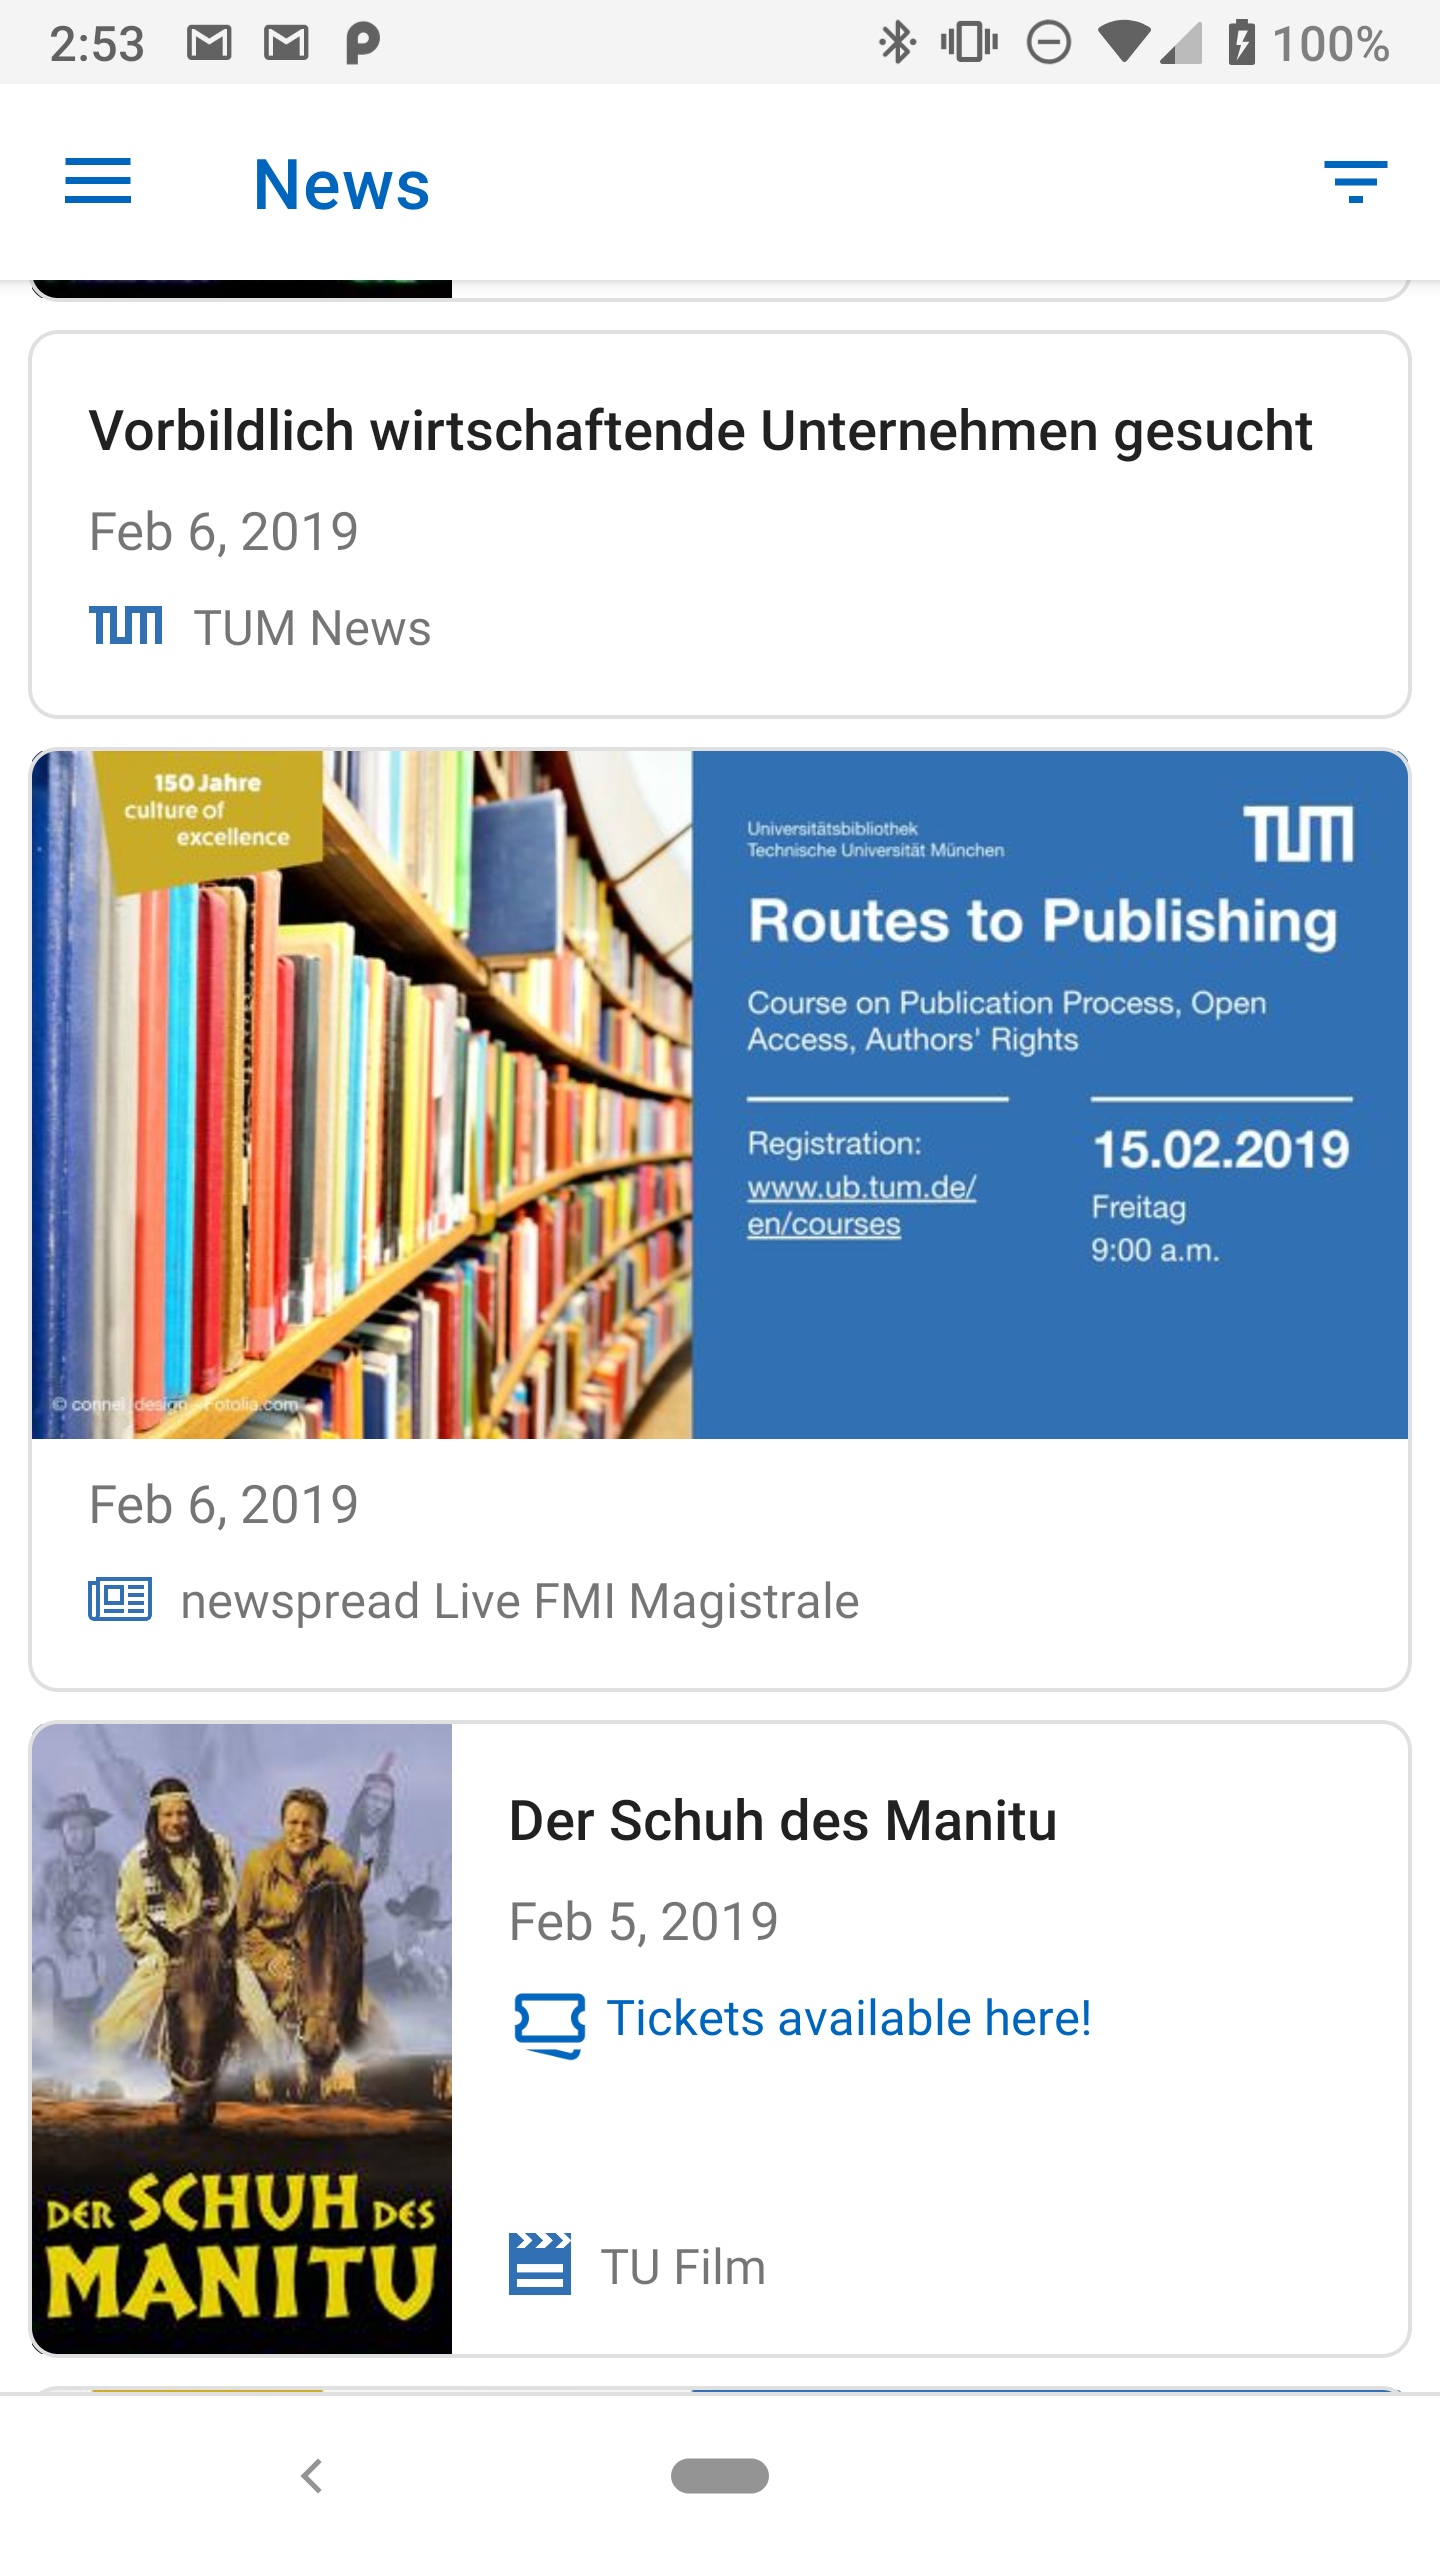 2:53
100%
News
Vorbildlich wirtschaftende Unternehmen gesucht
Feb 6, 2019
TUM TUM News
150 Jahre
culture of
excellence
© connel_design - Fotolia.com
Universitätsbibliothek
Technische Universität München
TUM
Routes to Publishing
Course on Publication Process, Open
Access, Authors' Rights
Registration:
www.ub.tum.de/
en/courses
15.02.2019
Freitag
9:00 a.m.
Feb 6, 2019
newspread Live FMI Magistrale
DER SCHUH DES
MANITU
Der Schuh des Manitu
Feb 5, 2019
Tickets available here!
TU Film